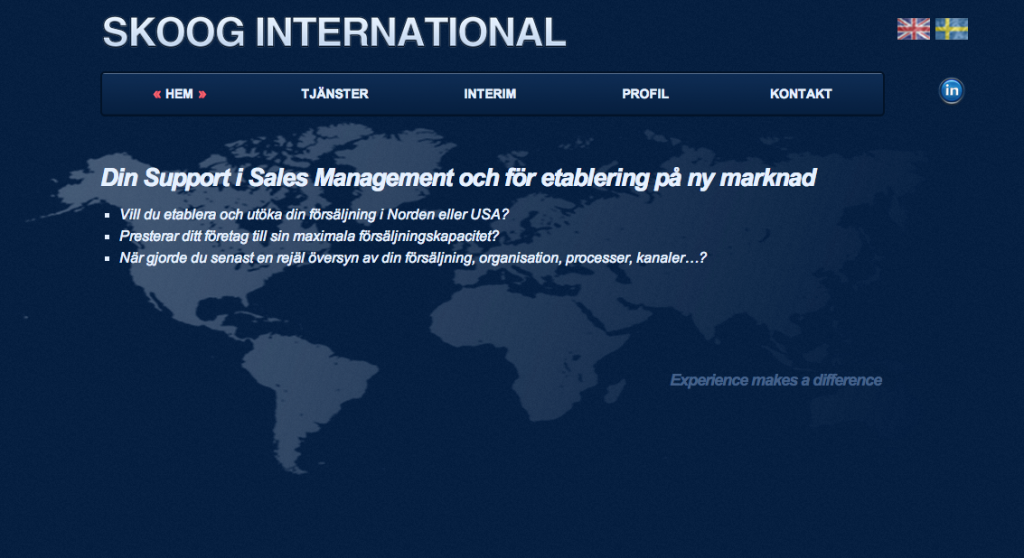 SKOOG INTERNATIONAL
« HEM » TJÄNSTER INTERIM PROFIL KONTAKT
in
Din Support i Sales Management och för etablering på ny marknad
Vill du etablera och utöka din försäljning i Norden eller USA?
Presterar ditt företag till sin maximala försäljningskapacitet?
När gjorde du senast en rejäl översyn av din försäljning, organisation, processer, kanaler…?
Experience makes a difference